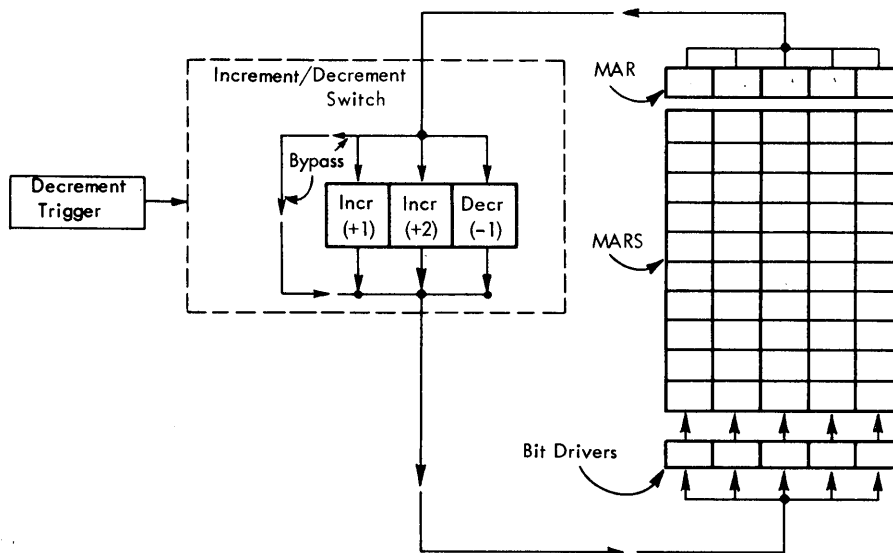 MAR
Increment/Decrement
Switch
Bypass
Decrement
Trigger
Incr
(+1)
Incr
(+2)
Decr
(-1)
MARS
Bit Drivers